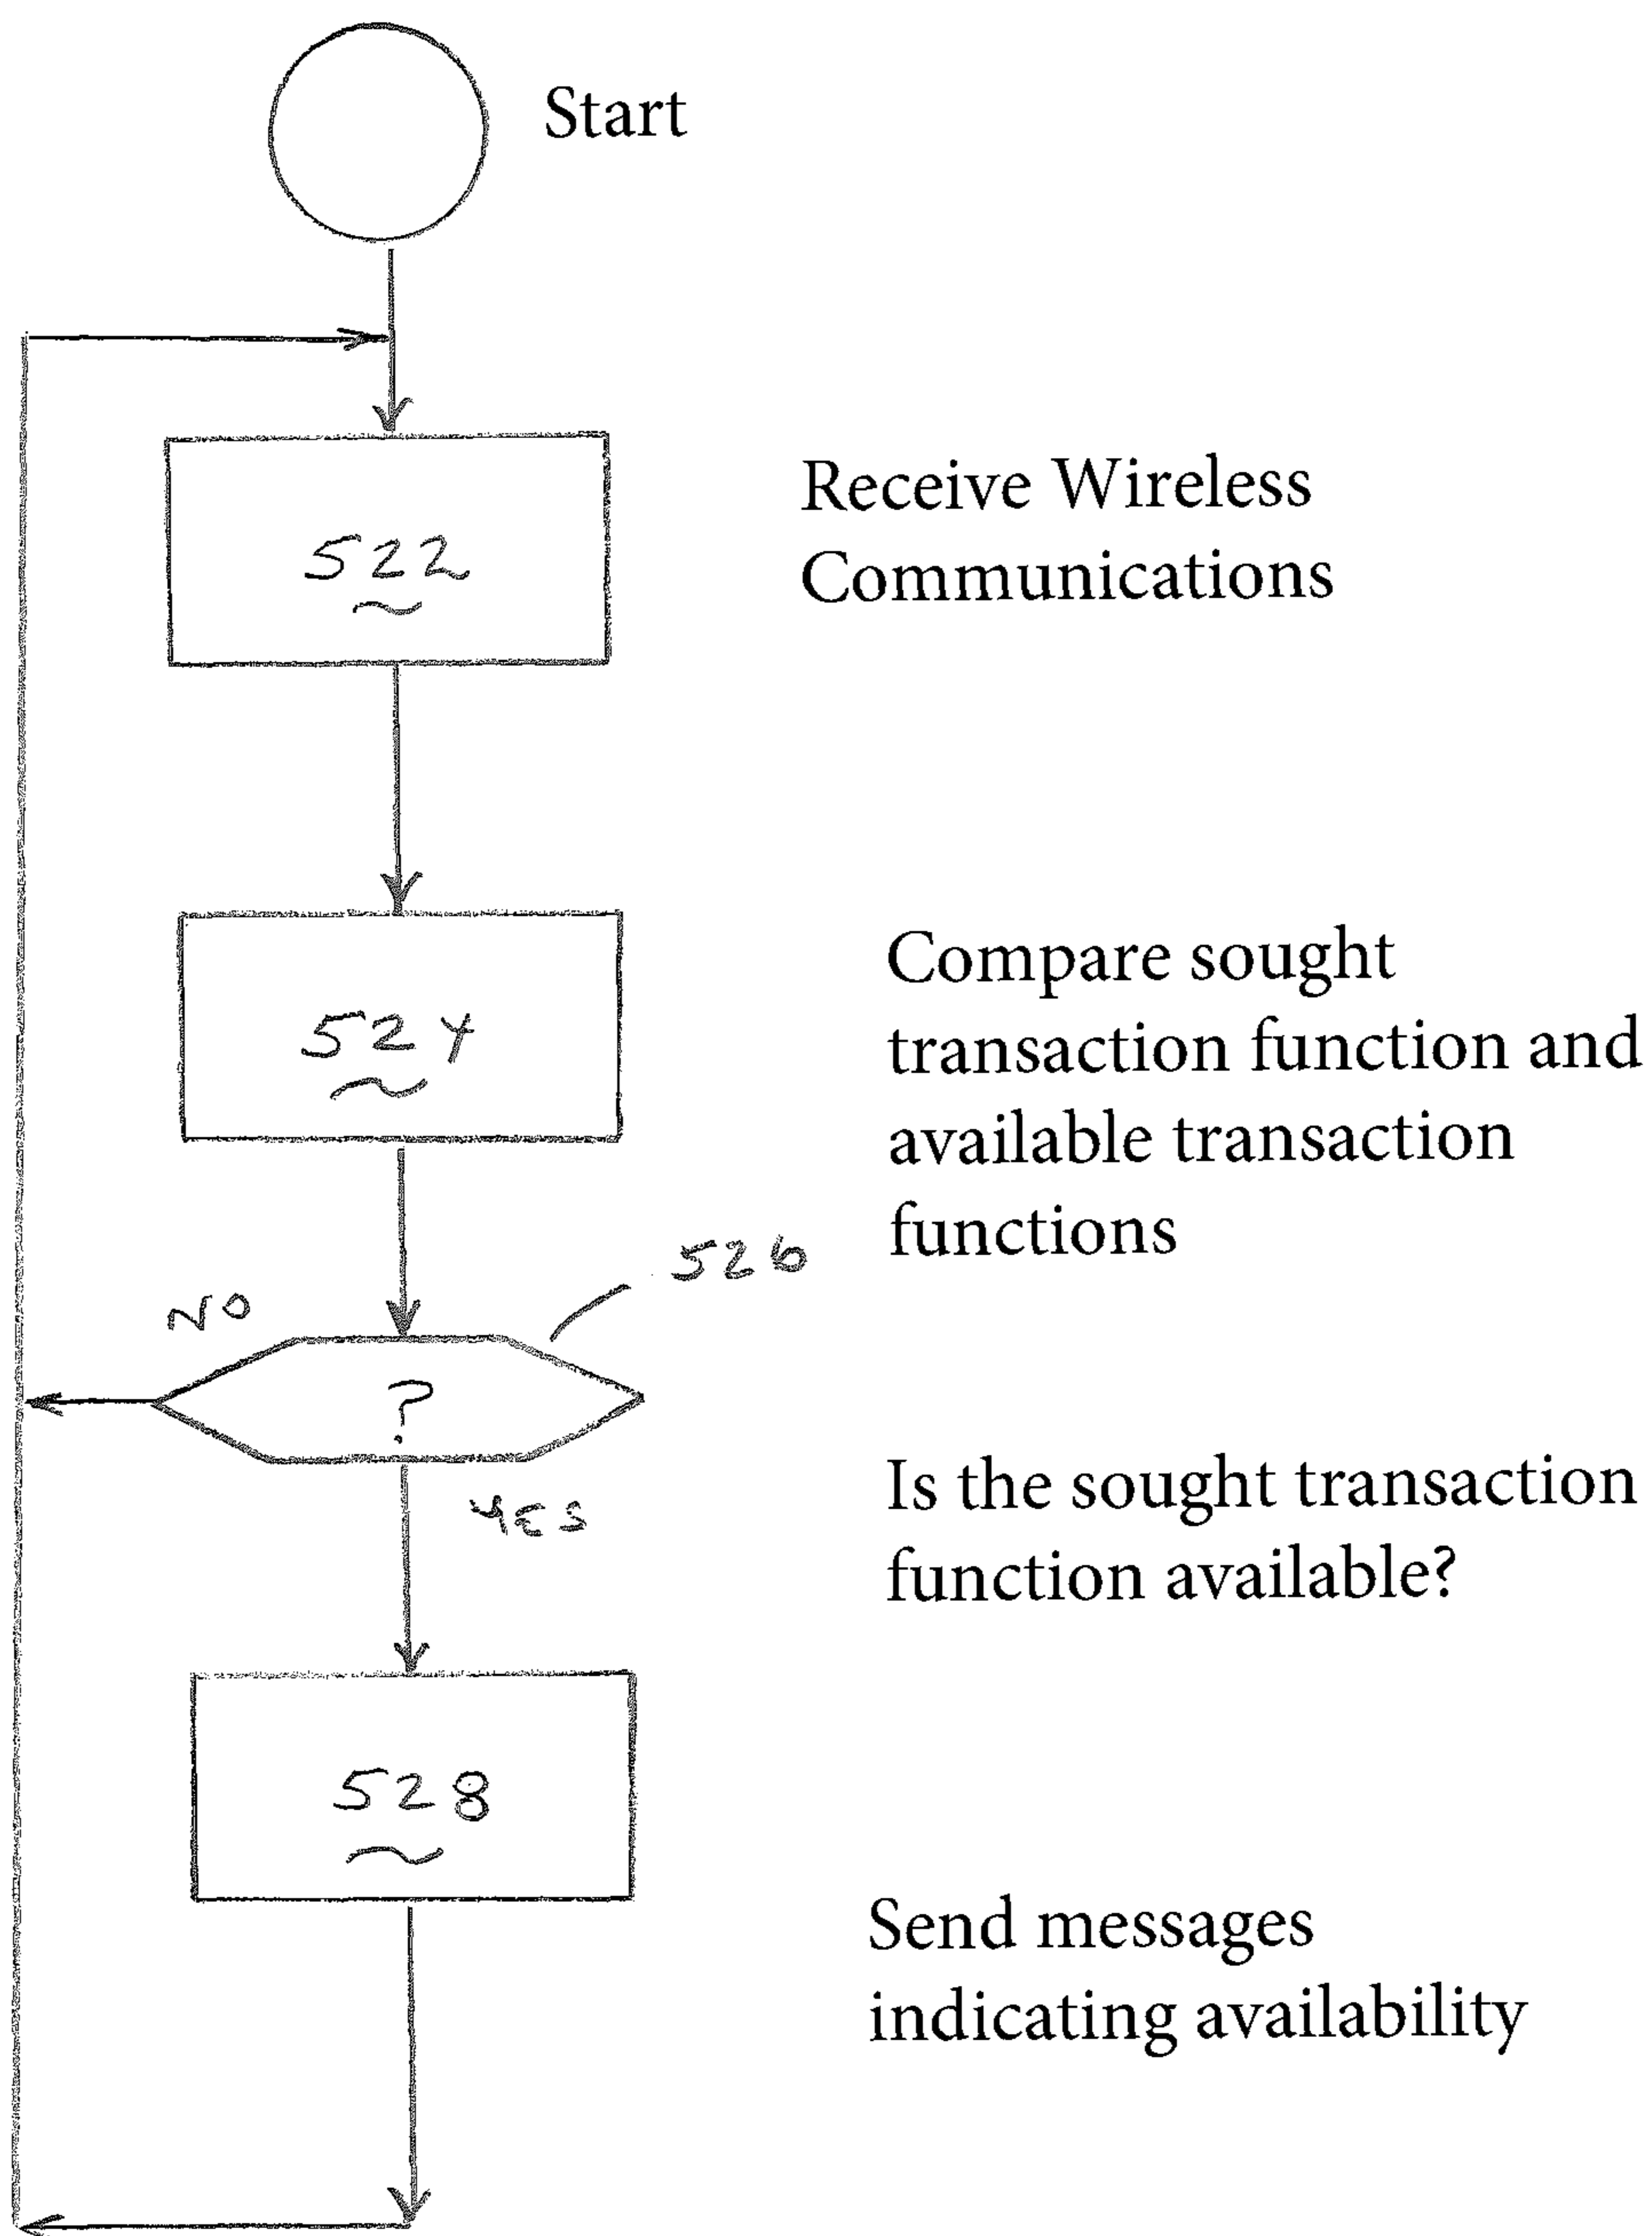 Start
Receive Wireless
Communications
522
Compare sought
transaction function and
available transaction
functions
524
526
NO
?
YES
Is the sought transaction
function available?
528
Send messages
indicating availability